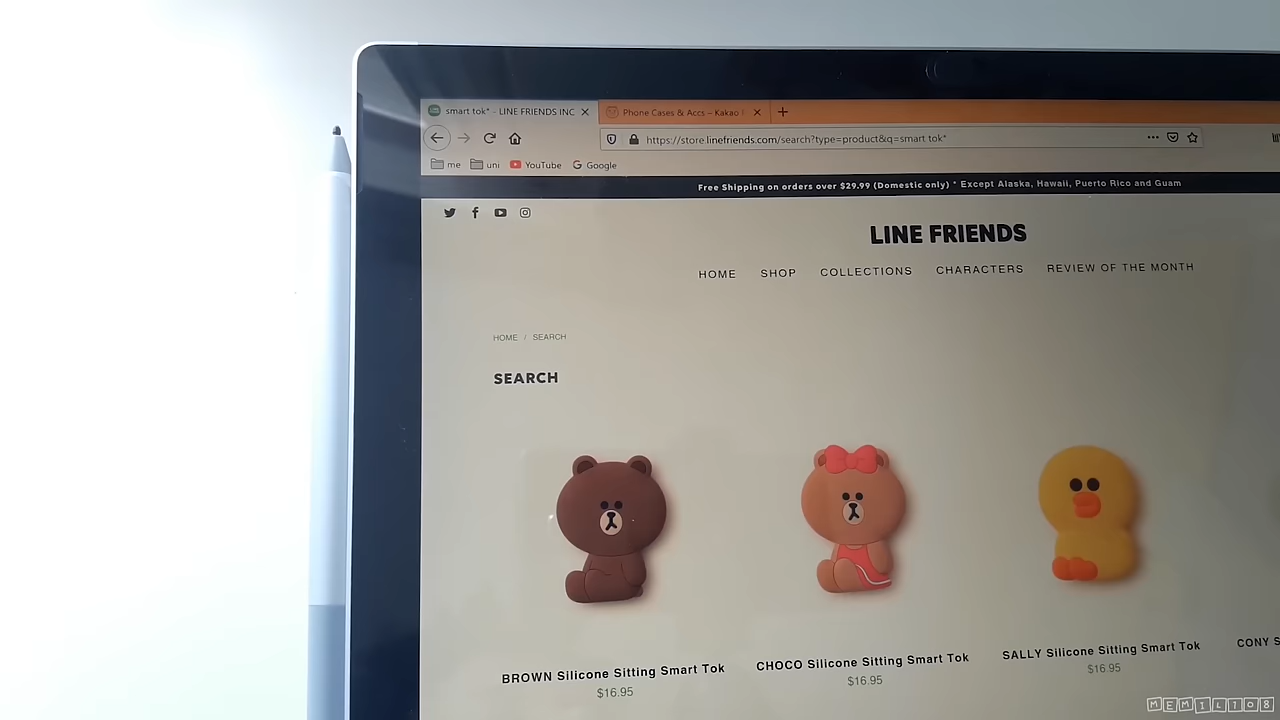 smart tok* - LINE FRIENDS INC
Phone Cases & Accs – Kakao F
https://store.linefriends.com/search?type=product&q=smart tok*
me uni YouTube Google
Free Shipping on orders over $29.99 (Domestic only) * Except Alaska, Hawaii, Puerto Rico and Guam
LINE FRIENDS
HOME SHOP COLLECTIONS CHARACTERS REVIEW OF THE MONTH
HOME / SEARCH
SEARCH
BROWN Silicone Sitting Smart Tok
$16.95
CHOCO Silicone Sitting Smart Tok
$16.95
SALLY Silicone Sitting Smart Tok
$16.95
CONY S
MEMIL108